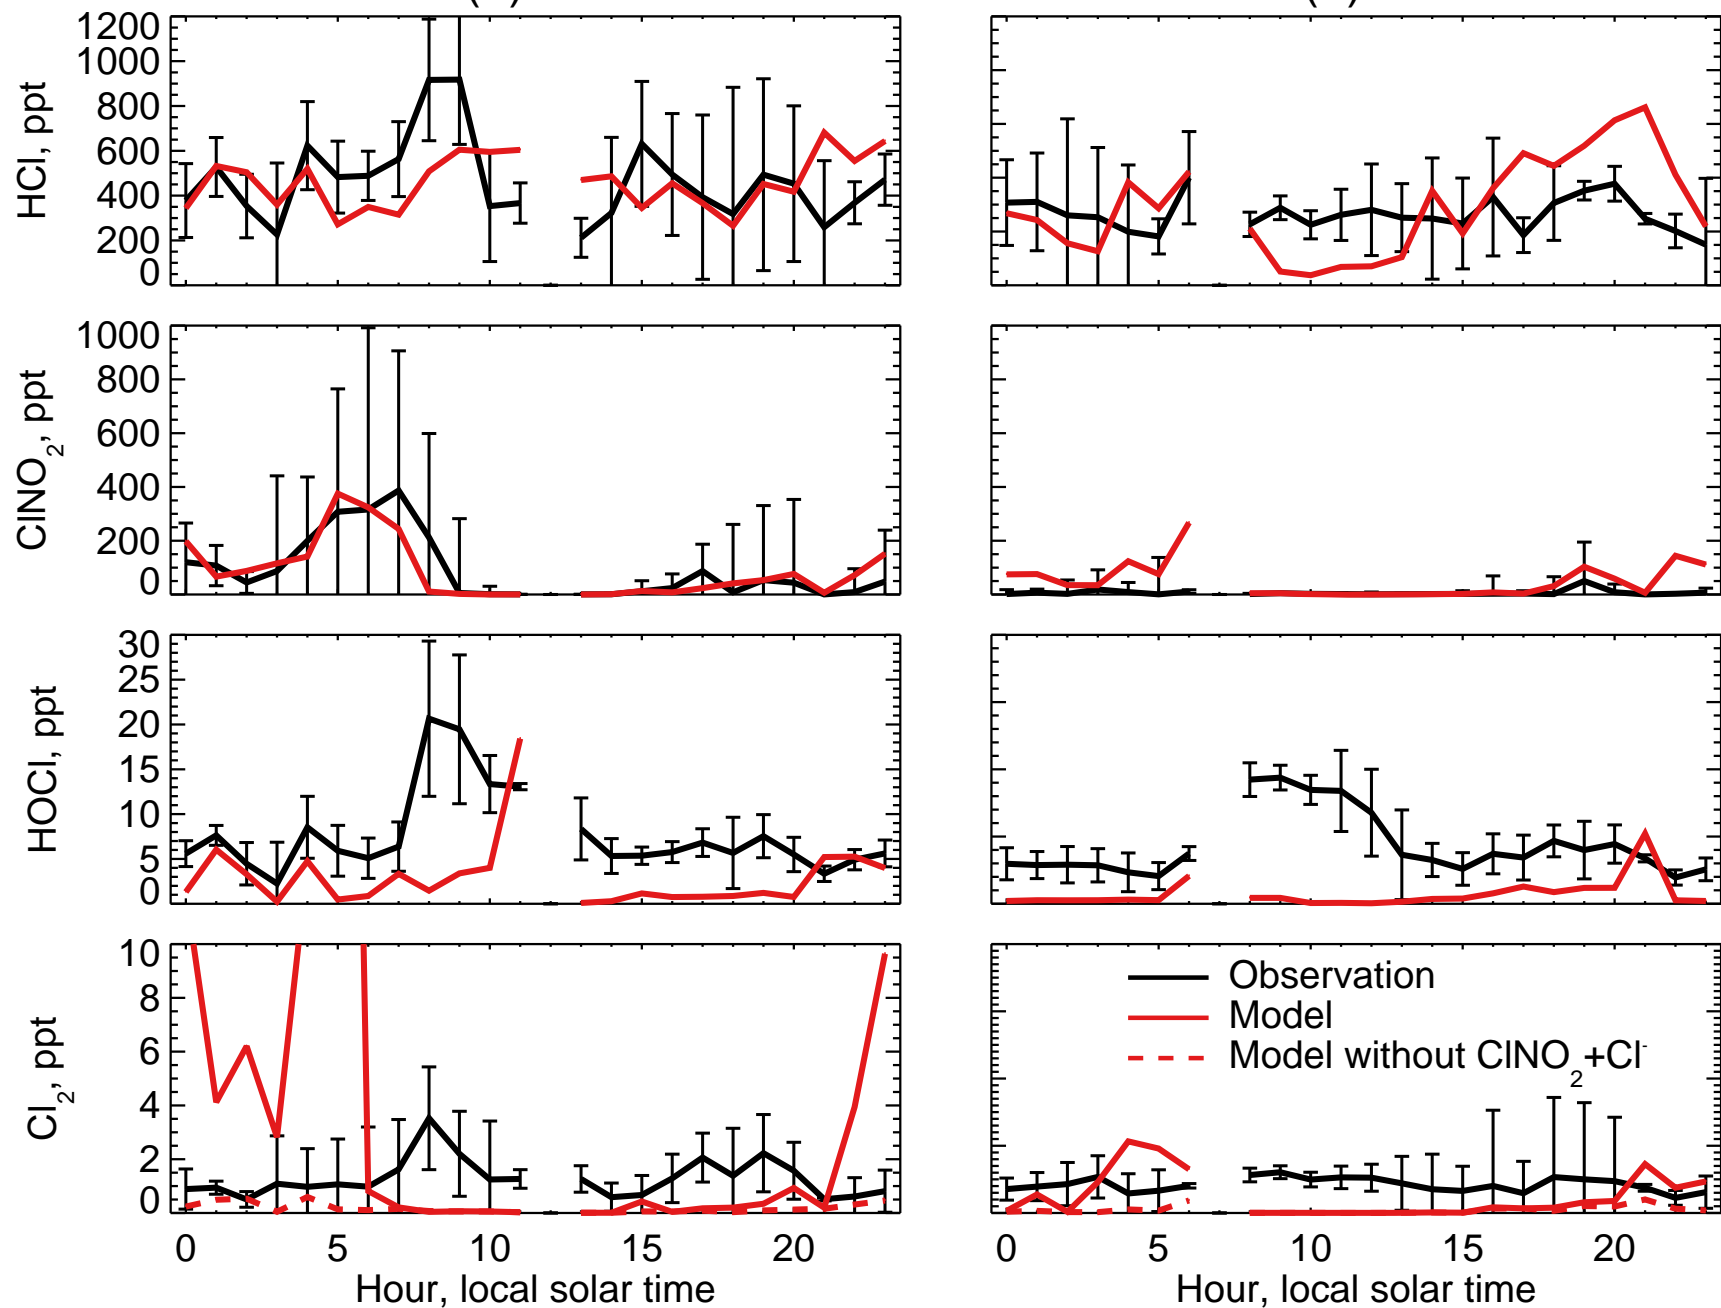 HCl, ppt
1200
1000
800
600
400
200
0
ClNO2, ppt
1000
800
600
400
200
0
HOCl, ppt
30
25
20
15
10
5
0
Cl2, ppt
10
8
6
4
2
0
Observation
Model
Model without ClNO2+Cl-
0 5 10 15 20
0 5 10 15 20
Hour, local solar time
Hour, local solar time